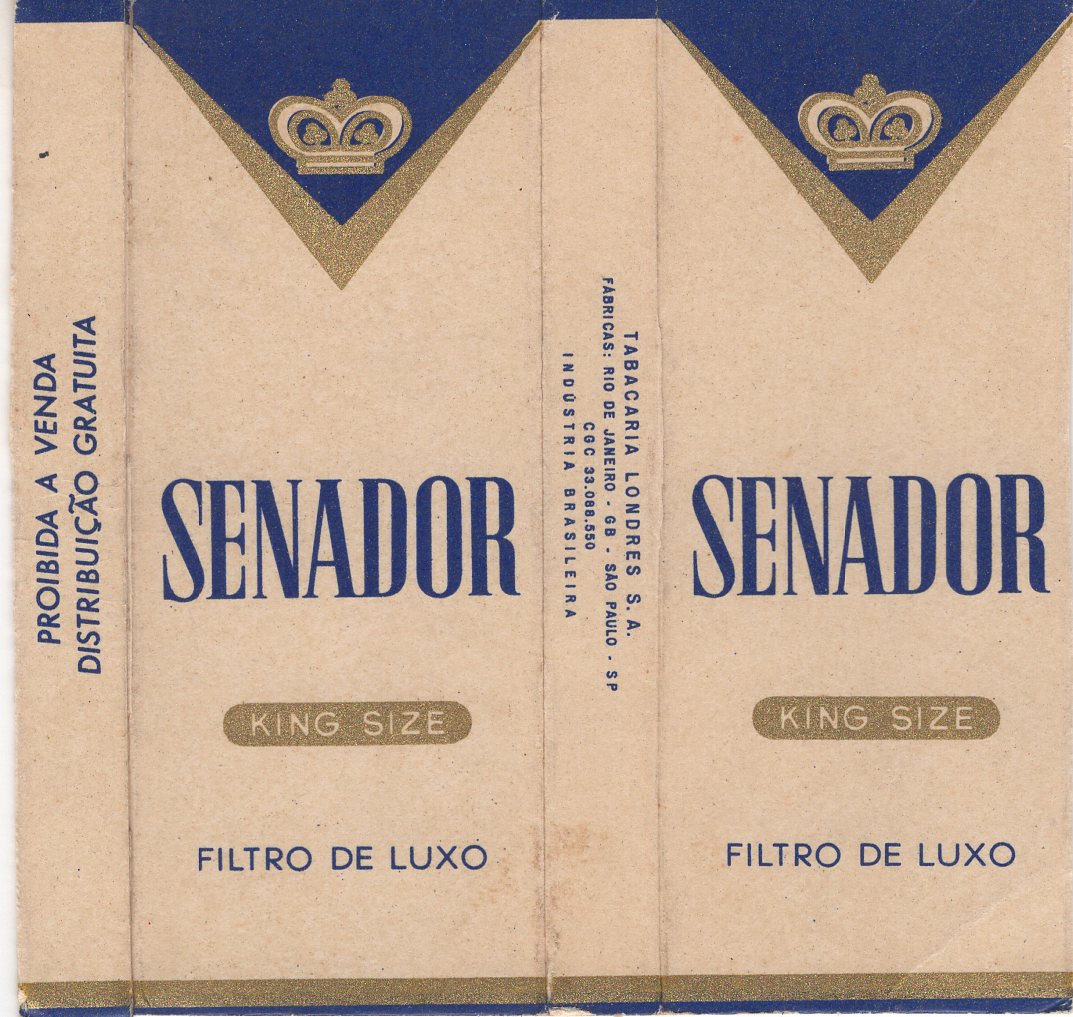 PROIBIDA A VENDA
DISTRIBUIÇÃO GRATUITA
SENADOR
KING SIZE
FILTRO DE LUXO
TABACARIA LONDRES S. A.
FÁBRICAS: RIO DE JANEIRO - GB - SÃO PAULO - SP
CGC 33.088.550
INDÚSTRIA BRASILEIRA
SENADOR
KING SIZE
FILTRO DE LUXO